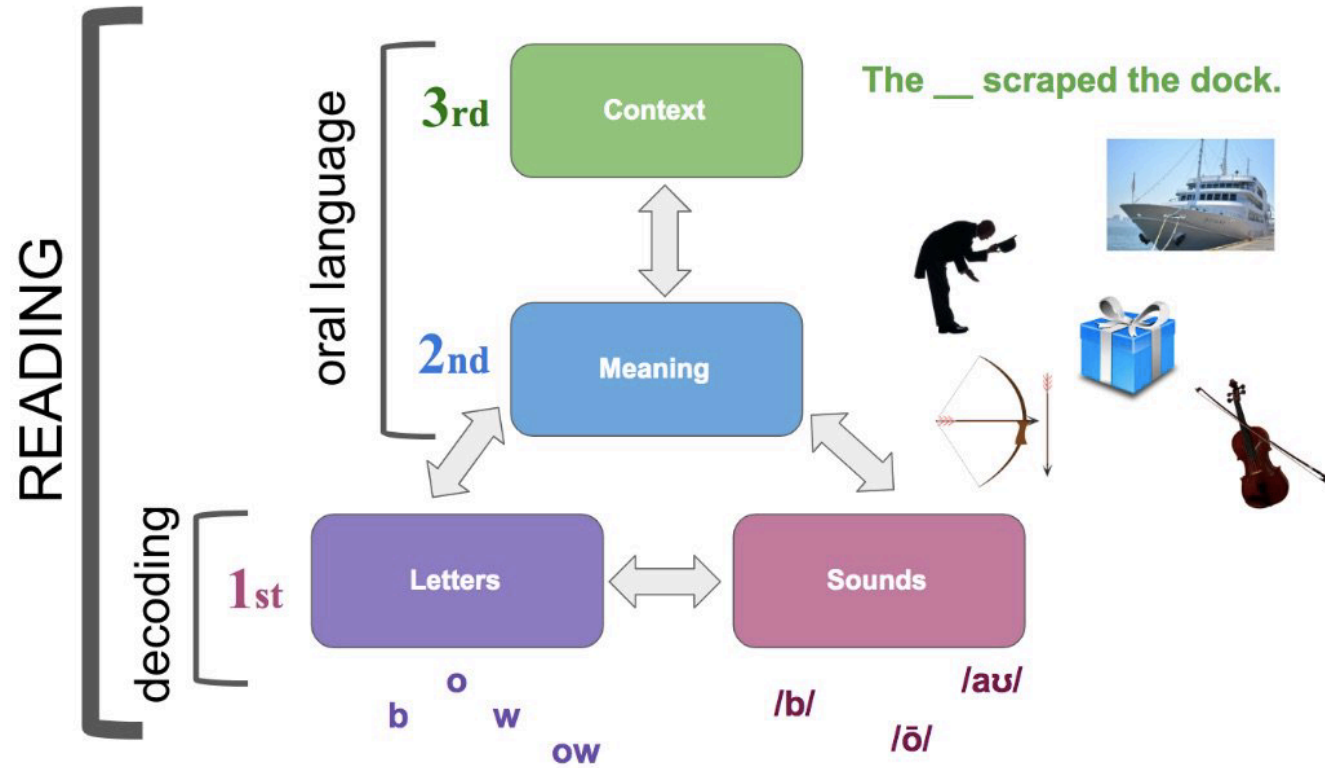 READING
oral language
decoding
3rd
Context
The __ scraped the dock.
2nd
Meaning
1st
Letters
Sounds
o
b
w
ow
/aʊ/
/b/
/ō/